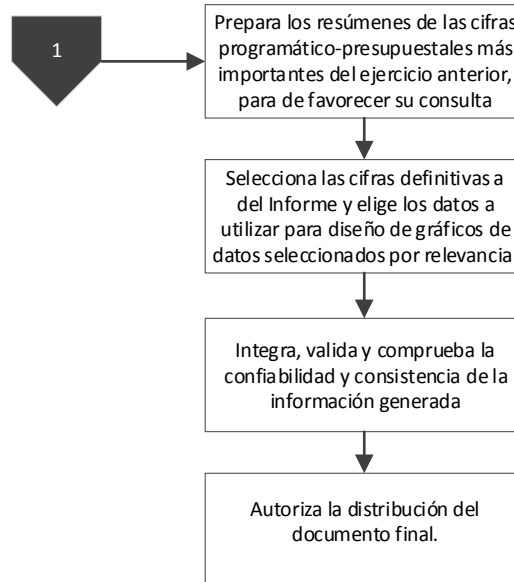 1
Prepara los resúmenes de las cifras
programático-presupuestales más
importantes del ejercicio anterior,
para de favorecer su consulta
Selecciona las cifras definitivas a
del Informe y elige los datos a
utilizar para diseño de gráficos de
datos seleccionados por relevancia
Integra, valida y comprueba la
confiabilidad y consistencia de la
información generada
Autoriza la distribución del
documento final.